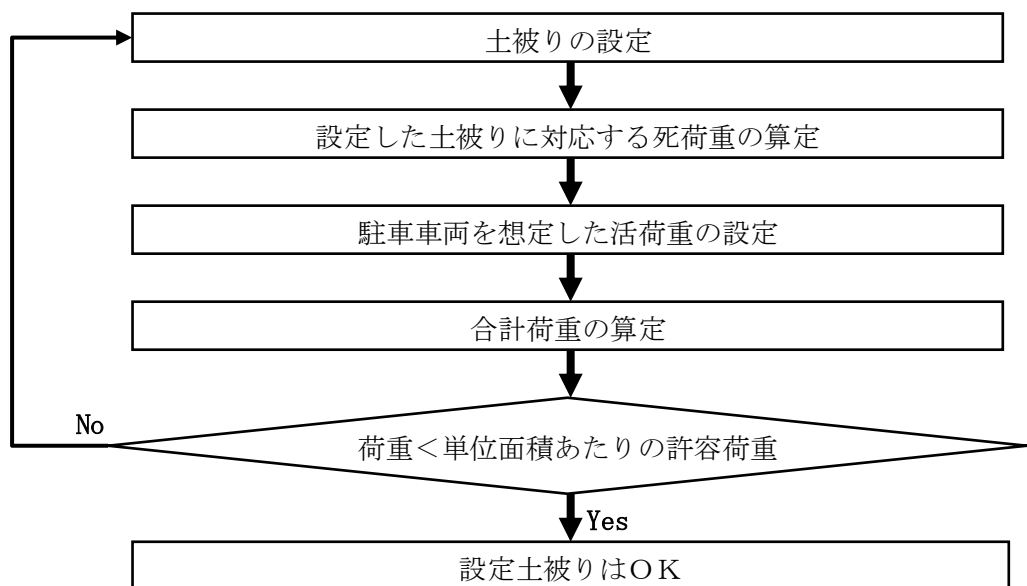 土被りの設定
設定した土被りに対応する死荷重の算定
駐車車両を想定した活荷重の設定
合計荷重の算定
No
荷重＜単位面積あたりの許容荷重
Yes
設定土被りはＯＫ